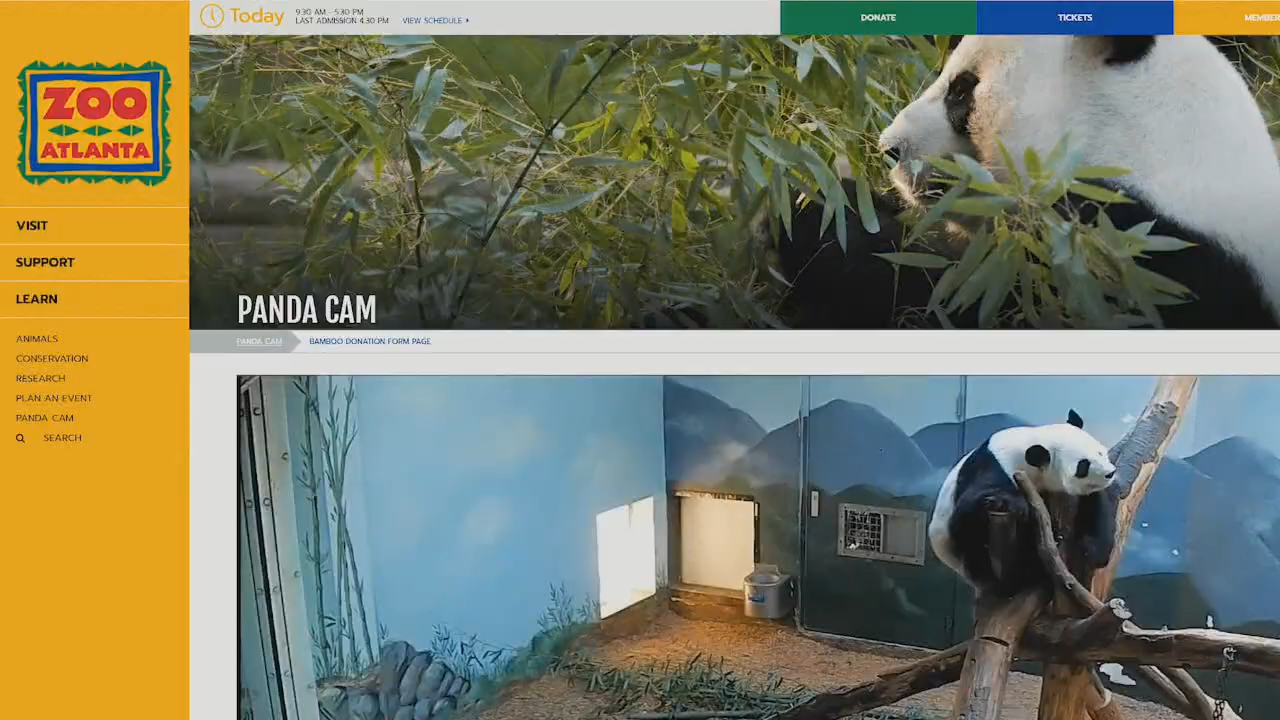 Today
9:30 AM - 5:30 PM
LAST ADMISSION 4:30 PM
VIEW SCHEDULE
DONATE
TICKETS
MEMBER
ZOO
ATLANTA
VISIT
SUPPORT
LEARN
ANIMALS
CONSERVATION
RESEARCH
PLAN AN EVENT
PANDA CAM
SEARCH
PANDA CAM
PANDA CAM
BAMBOO DONATION FORM PAGE